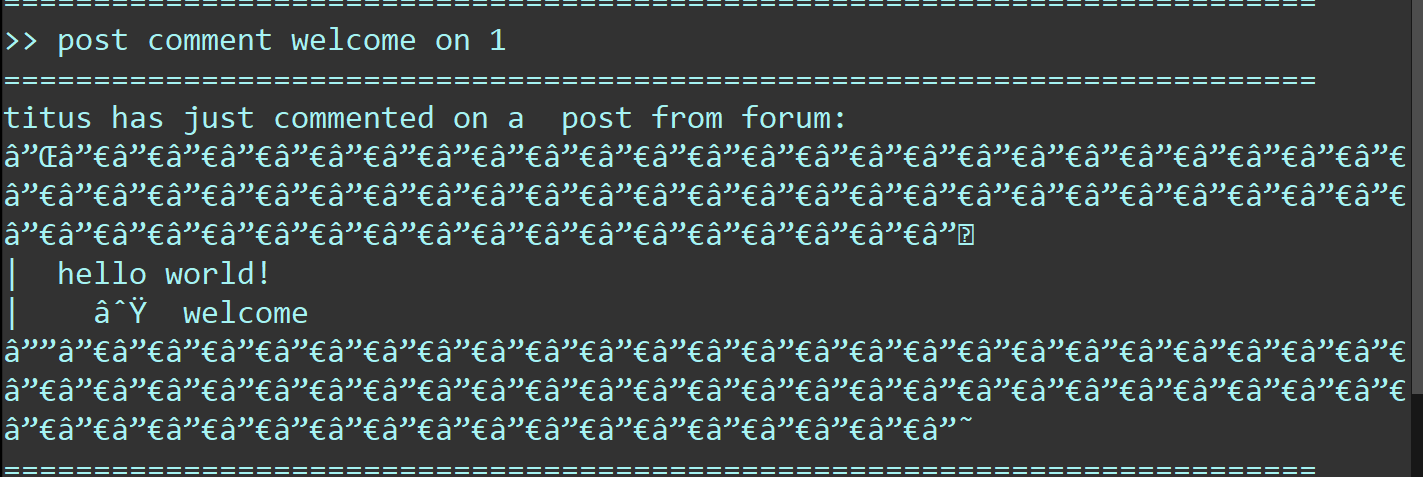 =========================================================================
>> post comment welcome on 1
=========================================================================
titus has just commented on a  post from forum:
â”Œâ”€â”€â”€â”€â”€â”€â”€â”€â”€â”€â”€â”€â”€â”€â”€â”€â”€â”€â”€â”€â”€â”€â”€â”€â”€
â”€â”€â”€â”€â”€â”€â”€â”€â”€â”€â”€â”€â”€â”€â”€â”€â”€â”€â”€â”€â”€â”€â”€â”€â”€â”€
â”€â”€â”€â”€â”€â”€â”€â”€â”€â”€â”€â”€â”€â”€â”€â”€â”€â”
|  hello world!
|    âˆŸ  welcome
â””â”€â”€â”€â”€â”€â”€â”€â”€â”€â”€â”€â”€â”€â”€â”€â”€â”€â”€â”€â”€â”€â”€â”€â”€â”€
â”€â”€â”€â”€â”€â”€â”€â”€â”€â”€â”€â”€â”€â”€â”€â”€â”€â”€â”€â”€â”€â”€â”€â”€â”€â”€
â”€â”€â”€â”€â”€â”€â”€â”€â”€â”€â”€â”€â”€â”€â”€â”€â”€â”˜
=========================================================================